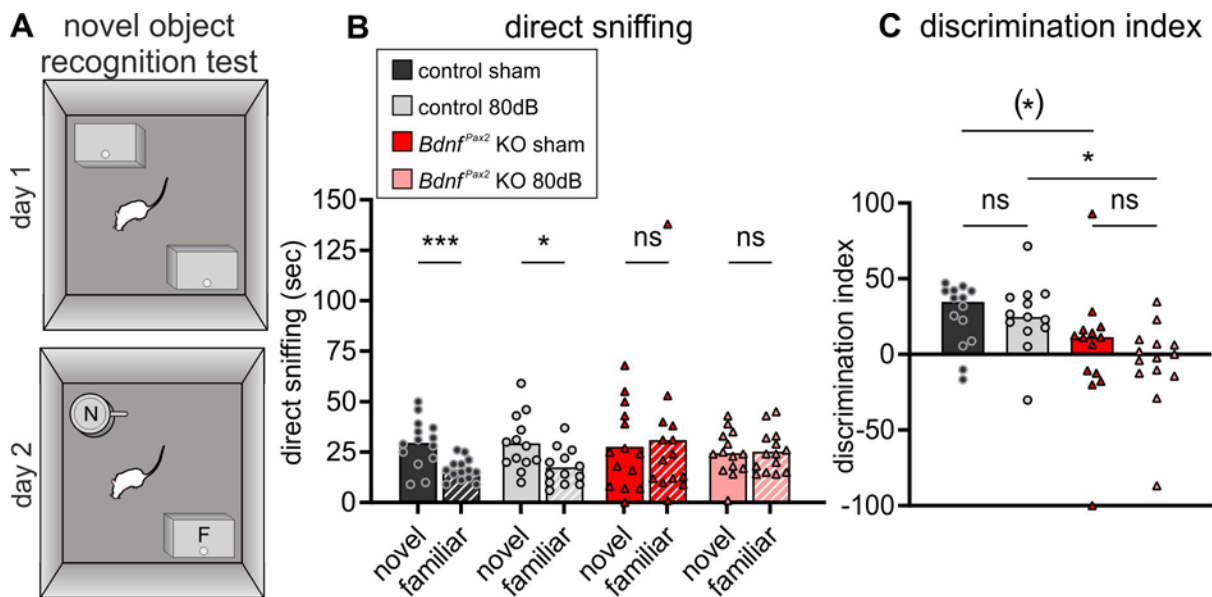 A novel object
recognition test
day 1
day 2
N
F
B direct sniffing
control sham
control 80dB
Bdnf^Pax2 KO sham
Bdnf^Pax2 KO 80dB
direct sniffing (sec)
150
125
100
75
50
25
0
*** * ns ns
novel familiar novel familiar novel familiar novel familiar
C discrimination index
(*)
*
ns ns
discrimination index
100
50
0
-50
-100